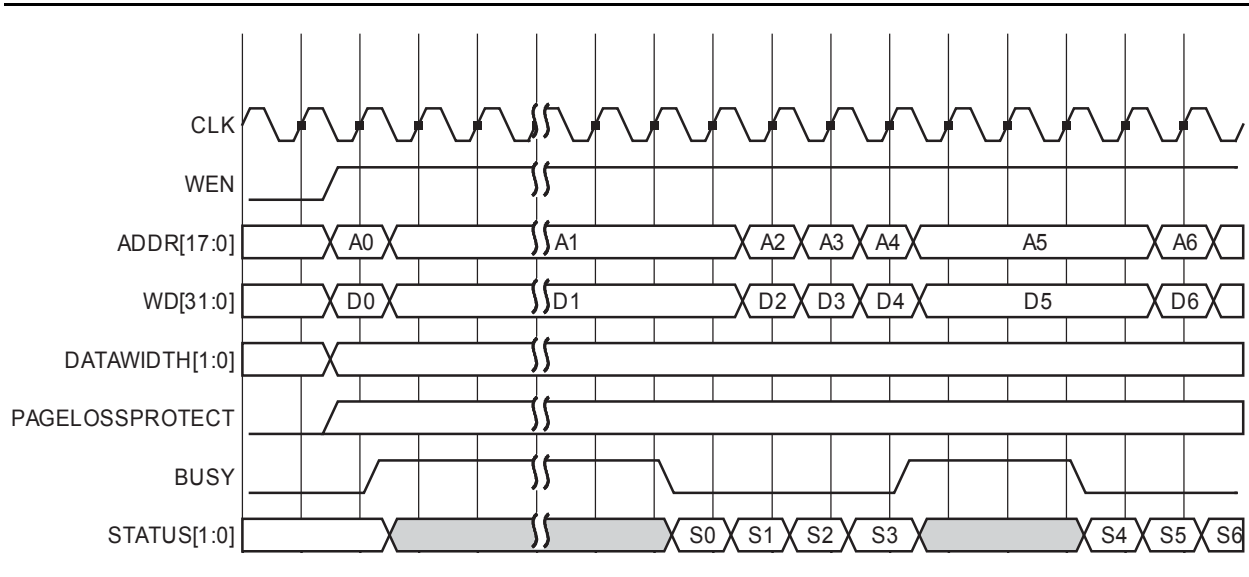 CLK
WEN
ADDR[17:0] A0 A1 A2 A3 A4 A5 A6
WD[31:0] D0 D1 D2 D3 D4 D5 D6
DATAWIDTH[1:0]
PAGELOSSPROTECT
BUSY
STATUS[1:0] S0 S1 S2 S3 S4 S5 S6